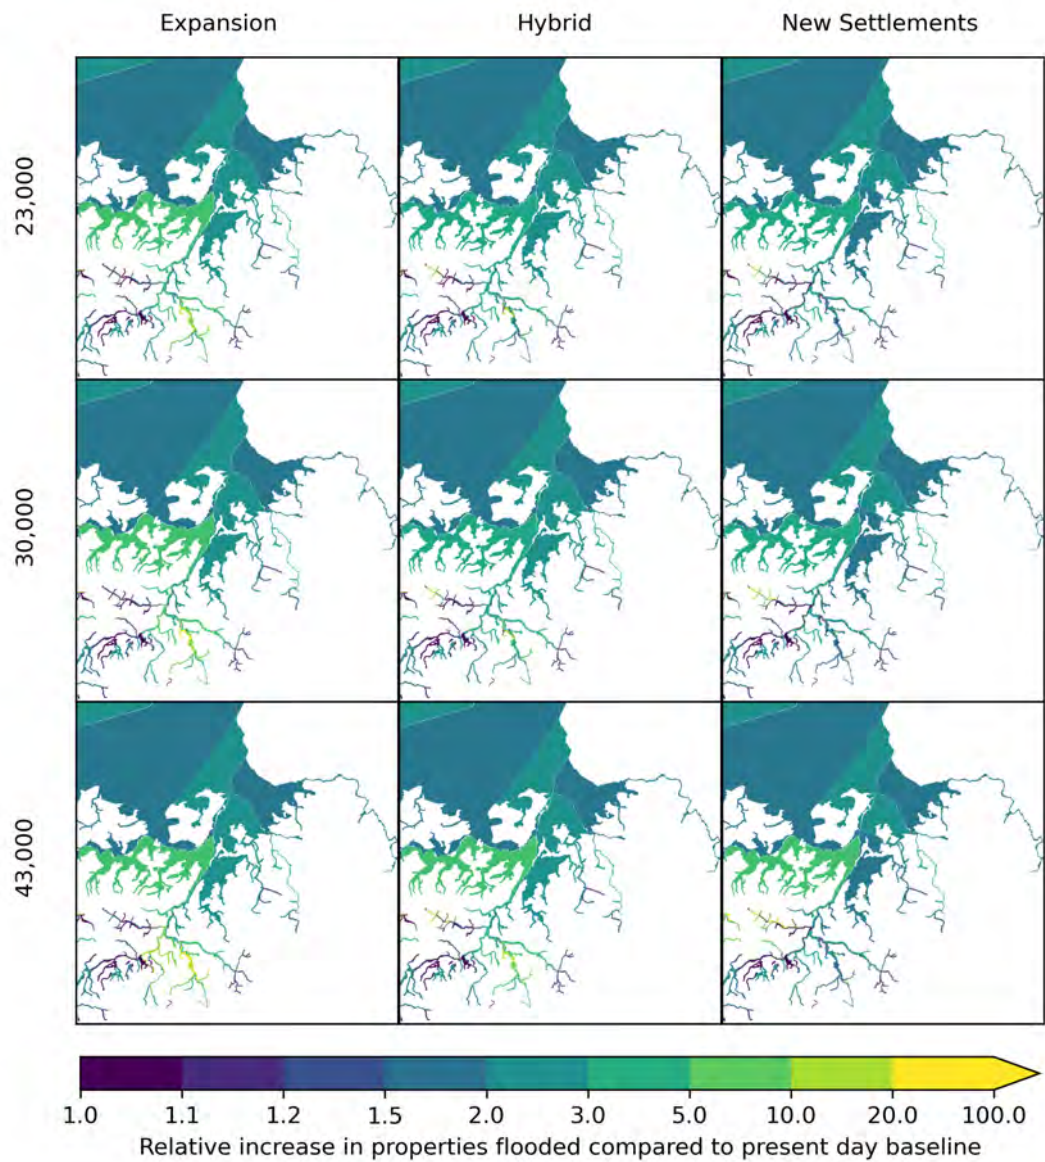 Expansion Hybrid New Settlements
23,000
30,000
43,000
1.0 1.1 1.2 1.5 2.0 3.0 5.0 10.0 20.0 100.0
Relative increase in properties flooded compared to present day baseline